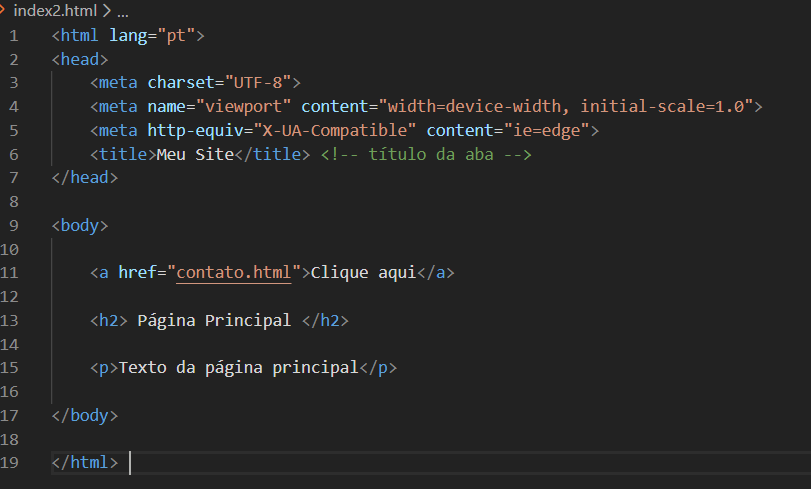 index2.html > ...
1 <html lang="pt">
2 <head>
3 <meta charset="UTF-8">
4 <meta name="viewport" content="width=device-width, initial-scale=1.0">
5 <meta http-equiv="X-UA-Compatible" content="ie=edge">
6 <title>Meu Site</title> <!-- título da aba -->
7 </head>
8
9 <body>
10
11 <a href="contato.html">Clique aqui</a>
12
13 <h2> Página Principal </h2>
14
15 <p>Texto da página principal</p>
16
17 </body>
18
19 </html>